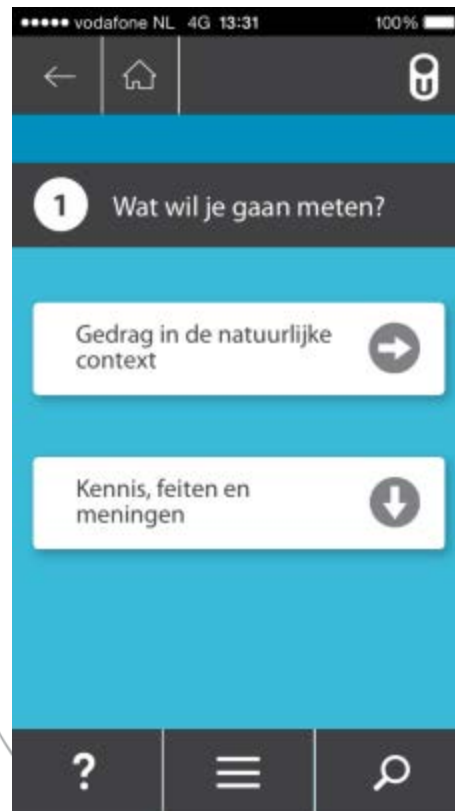 vodafone NL 4G 13:31 100%
U
1 Wat wil je gaan meten?
Gedrag in de natuurlijke
context
Kennis, feiten en
meningen
?